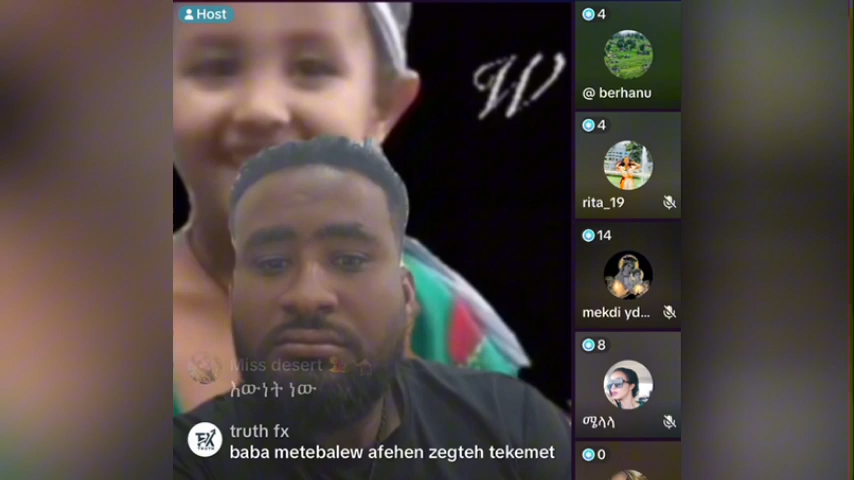 Host
W
Miss desert
እውነት ነው
truth fx
baba metebalew afehen zegteh tekemet
4
@ berhanu
4
rita_19
14
mekdi yd...
8
ሜላላ
0